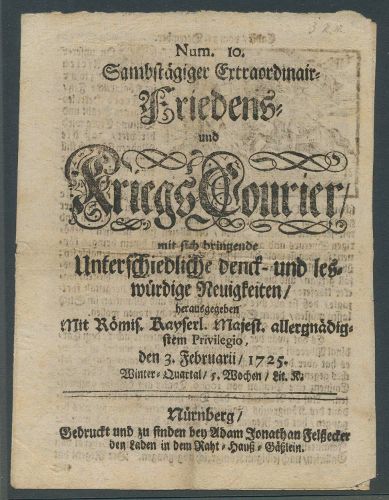 Num. 10.
Sambstägiger Extraordinair-
Friedens-
und
Kriegs Courier/
mit sich bringende
Unterschiedliche denck- und les-
würdige Neuigkeiten/
herausgegeben
Mit Römis. Kayserl. Majest. allergnädig-
stem Privilegio,
den 3. Februarii/ 1725.
Winter-Quartal/ 5. Wochen/ Lit. K.
Nürnberg/
Gedruckt und zu finden bey Adam Jonathan Felßecker
den Laden in dem Raht-Hauß-Gäßlein.